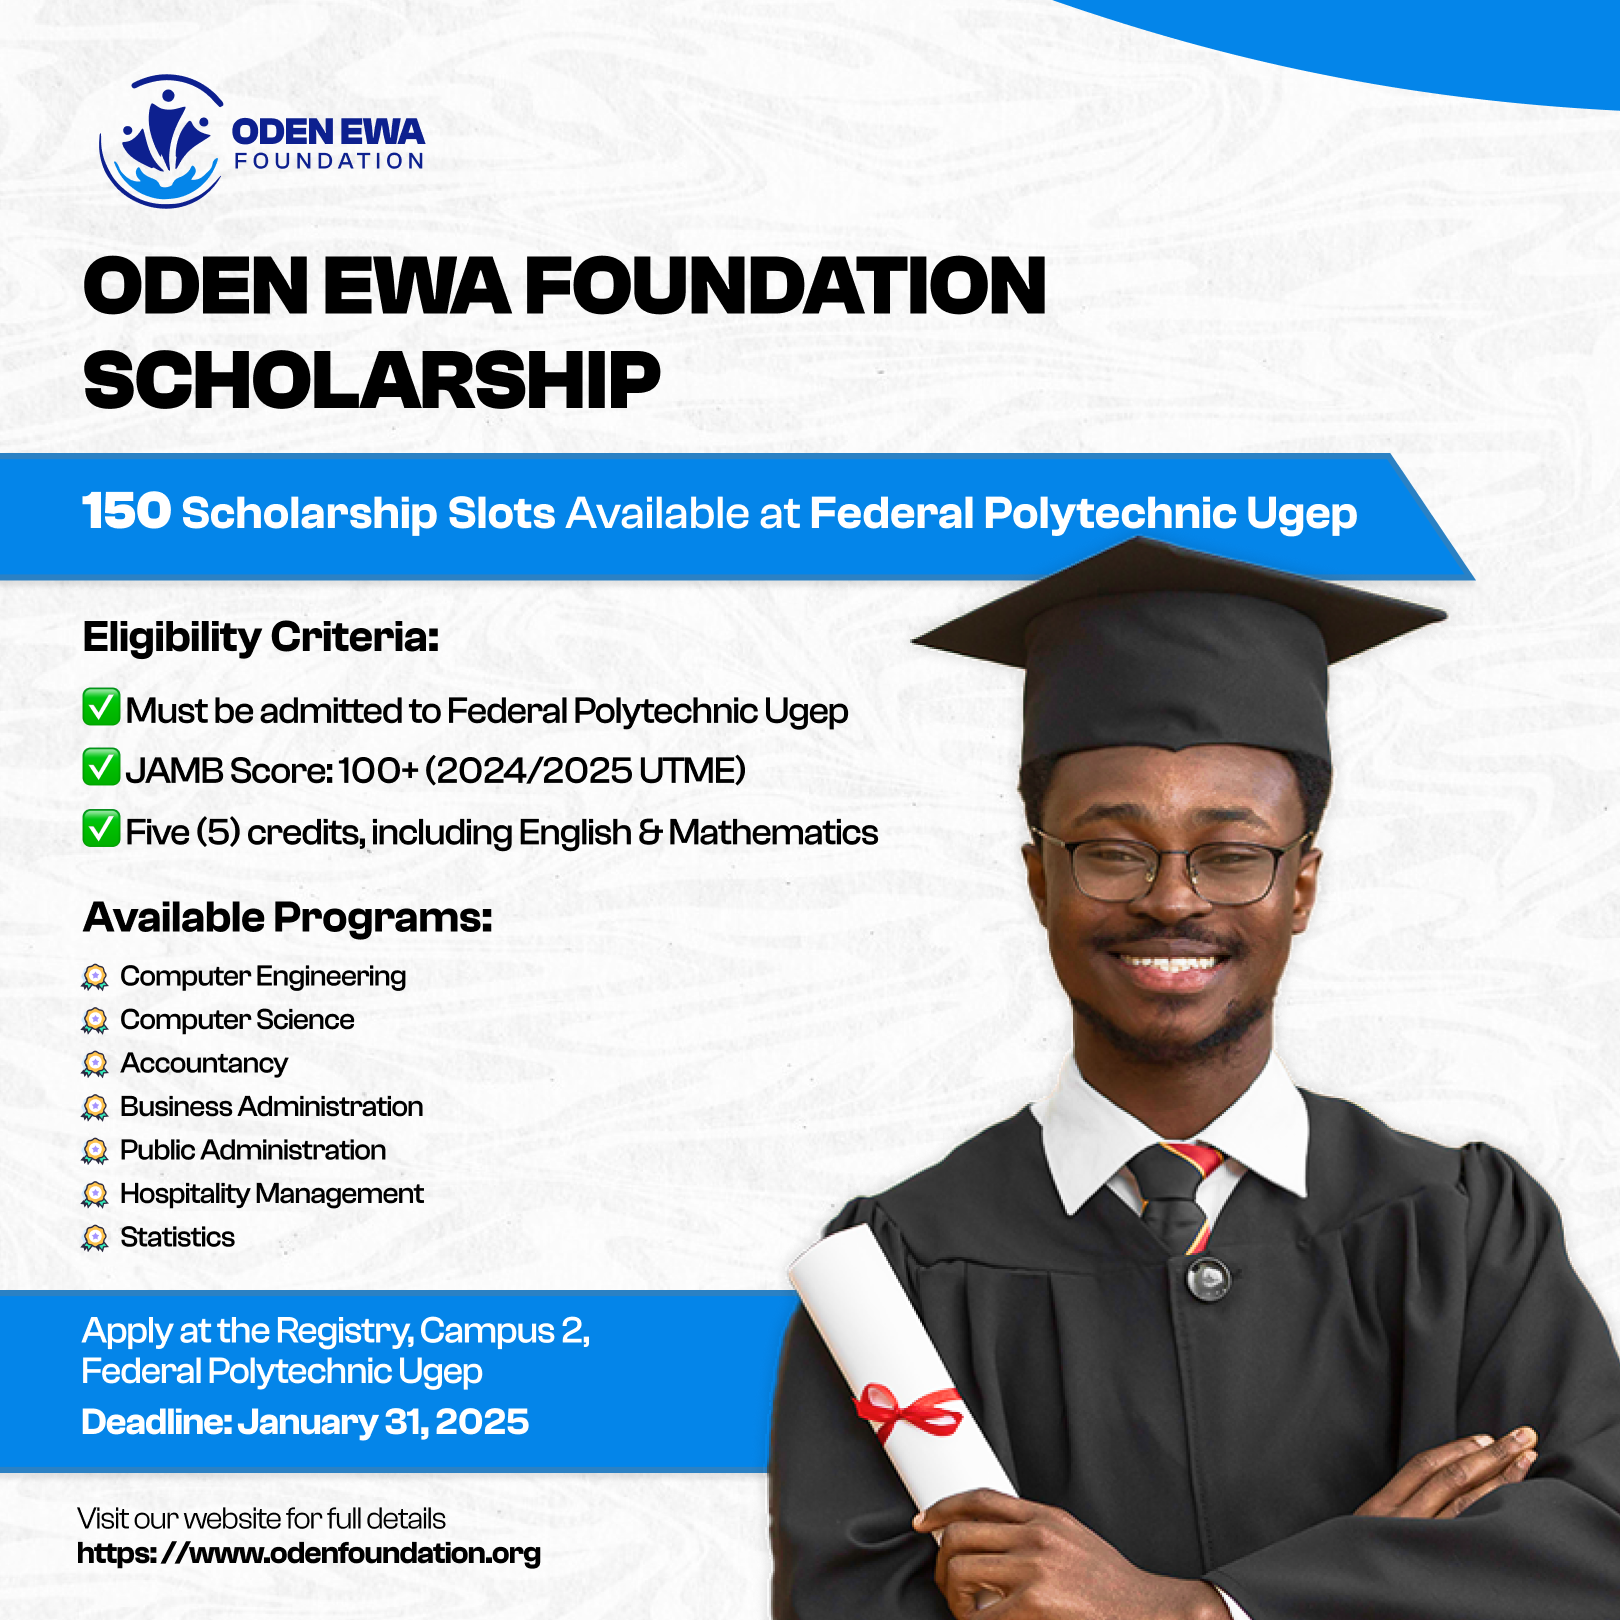 ODEN EWA
FOUNDATION
ODEN EWA FOUNDATION
SCHOLARSHIP
150 Scholarship Slots Available at Federal Polytechnic Ugep
Eligibility Criteria:
✅ Must be admitted to Federal Polytechnic Ugep
✅ JAMB Score: 100+ (2024/2025 UTME)
✅ Five (5) credits, including English & Mathematics
Available Programs:
Computer Engineering
Computer Science
Accountancy
Business Administration
Public Administration
Hospitality Management
Statistics
Apply at the Registry, Campus 2,
Federal Polytechnic Ugep
Deadline: January 31, 2025
Visit our website for full details
https: //www.odenfoundation.org